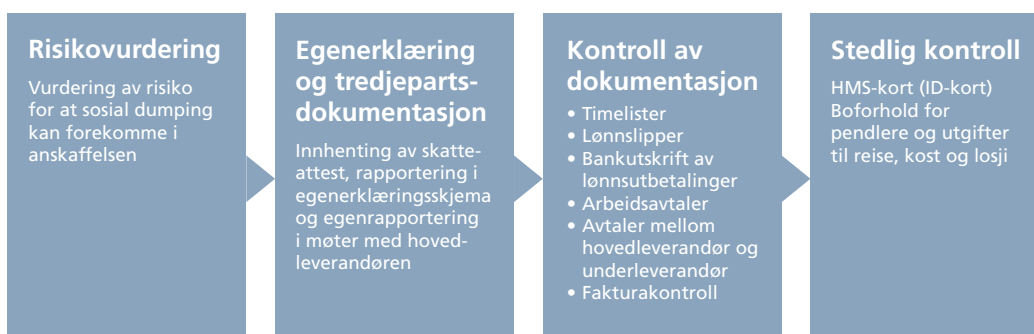 Risikovurdering
Vurdering av risiko
for at sosial dumping
kan forekomme i
anskaffelsen
Egenerklæring
og tredjeparts-
dokumentasjon
Innhenting av skatte-
attest, rapportering i
egenerklæringsskjema
og egenrapportering
i møter med hoved-
leverandøren
Kontroll av
dokumentasjon
• Timelister
• Lønnslipper
• Bankutskrift av
lønnsutbetalinger
• Arbeidsavtaler
• Avtaler mellom
hovedleverandør og
underleverandør
• Fakturakontroll
Stedlig kontroll
HMS-kort (ID-kort)
Boforhold for
pendlere og utgifter
til reise, kost og losji